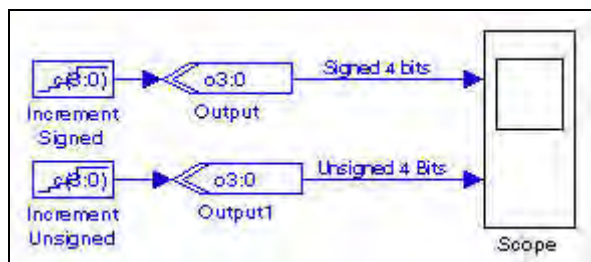 c(3:0)
Increment
Signed
o3:0
Output
Signed 4 bits
c(3:0)
Increment
Unsigned
o3:0
Output1
Unsigned 4 Bits
Scope